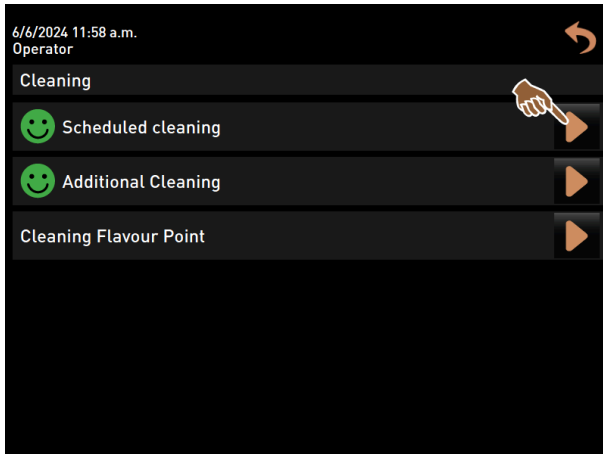 6/6/2024 11:58 a.m.
Operator
Cleaning
Scheduled cleaning
Additional Cleaning
Cleaning Flavour Point